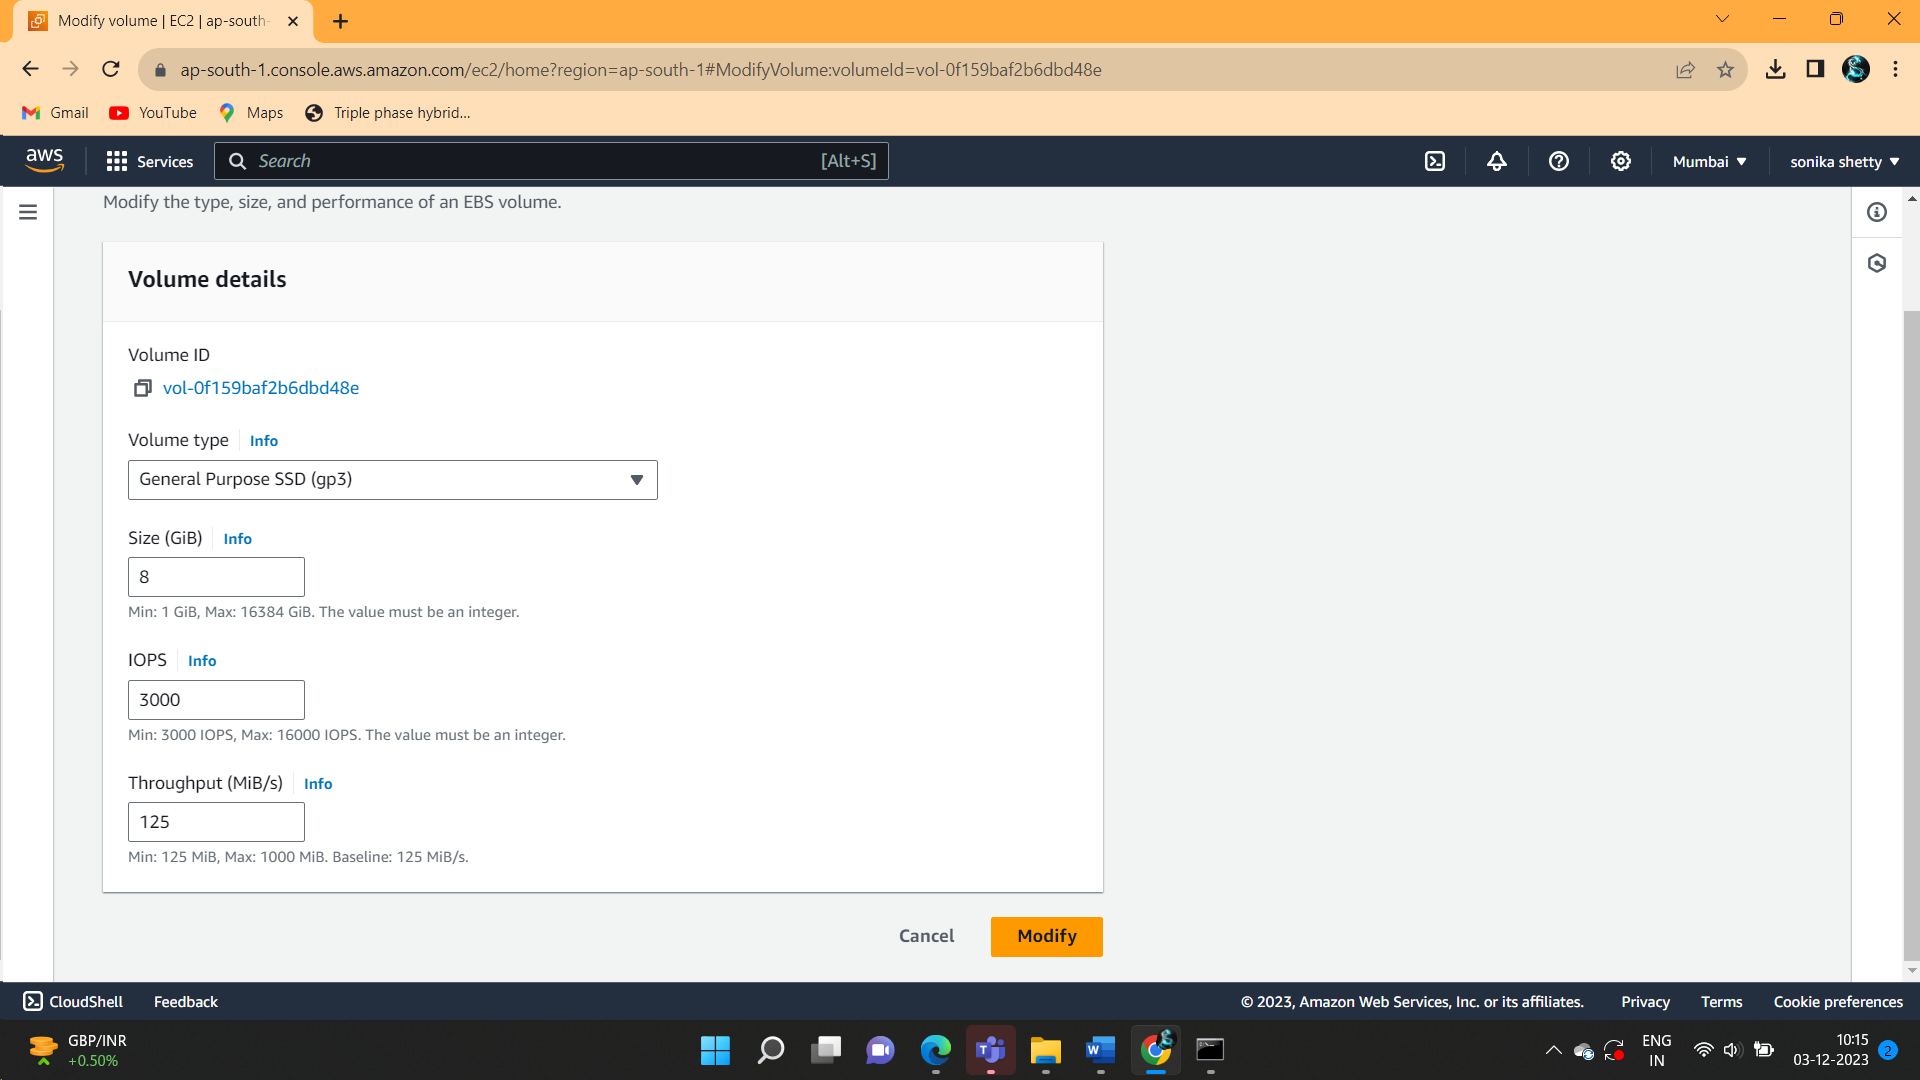 Modify volume | EC2 | ap-south-
ap-south-1.console.aws.amazon.com/ec2/home?region=ap-south-1#ModifyVolume:volumeId=vol-0f159baf2b6dbd48e
Gmail YouTube Maps Triple phase hybrid...
aws Services Search [Alt+S] Mumbai sonika shetty
Modify the type, size, and performance of an EBS volume.
Volume details
Volume ID
vol-0f159baf2b6dbd48e
Volume type Info
General Purpose SSD (gp3)
Size (GiB) Info
8
Min: 1 GiB, Max: 16384 GiB. The value must be an integer.
IOPS Info
3000
Min: 3000 IOPS, Max: 16000 IOPS. The value must be an integer.
Throughput (MiB/s) Info
125
Min: 125 MiB, Max: 1000 MiB. Baseline: 125 MiB/s.
Cancel Modify
CloudShell Feedback © 2023, Amazon Web Services, Inc. or its affiliates. Privacy Terms Cookie preferences
GBP/INR ENG 10:15
+0.50% IN 03-12-2023 2